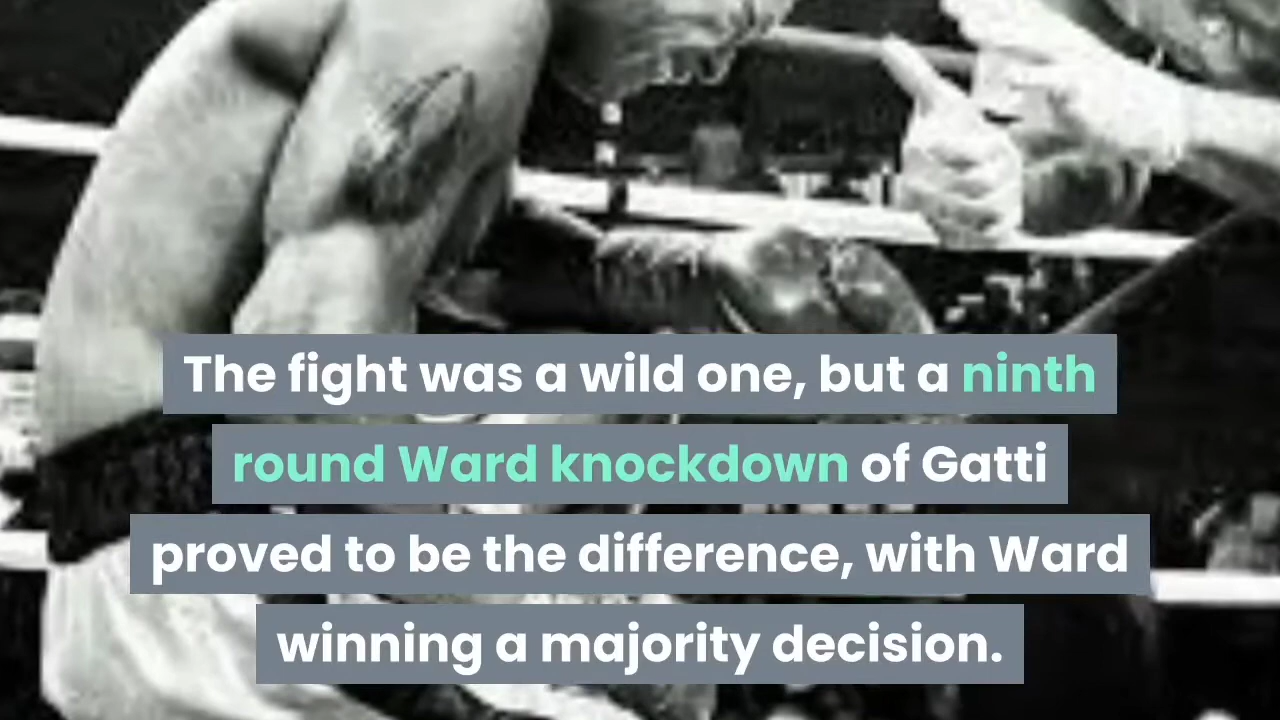 The fight was a wild one, but a ninth
round Ward knockdown of Gatti
proved to be the difference, with Ward
winning a majority decision.